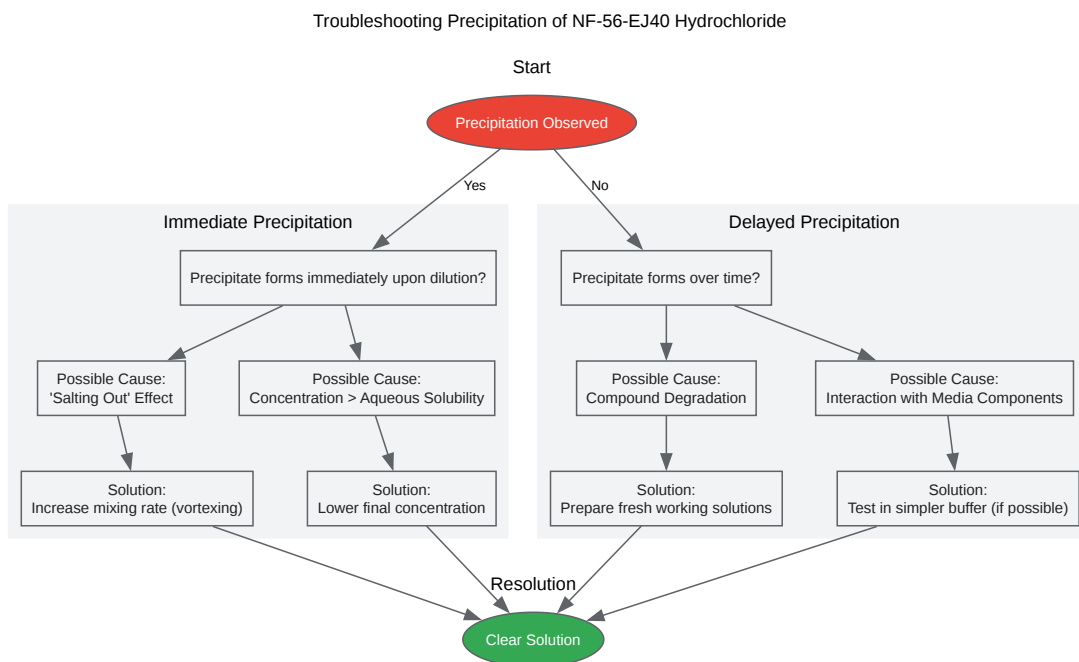 Troubleshooting Precipitation of NF-56-EJ40 Hydrochloride
Start
Precipitation Observed
Yes
No
Immediate Precipitation
Delayed Precipitation
Precipitate forms immediately upon dilution?
Precipitate forms over time?
Possible Cause:
'Salting Out' Effect
Possible Cause:
Concentration > Aqueous Solubility
Possible Cause:
Compound Degradation
Possible Cause:
Interaction with Media Components
Solution:
Increase mixing rate (vortexing)
Solution:
Lower final concentration
Solution:
Prepare fresh working solutions
Solution:
Test in simpler buffer (if possible)
Resolution
Clear Solution